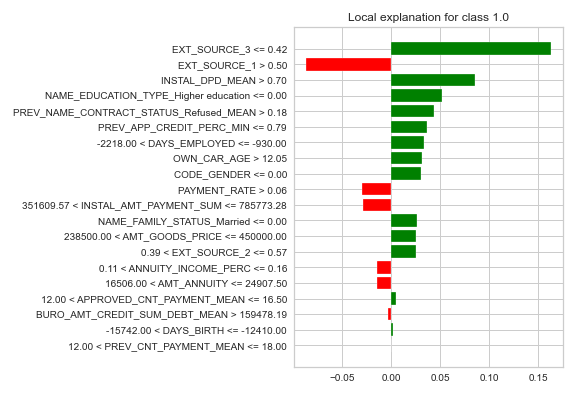 Local explanation for class 1.0
EXT_SOURCE_3 <= 0.42
EXT_SOURCE_1 > 0.50
INSTAL_DPD_MEAN > 0.70
NAME_EDUCATION_TYPE_Higher education <= 0.00
PREV_NAME_CONTRACT_STATUS_Refused_MEAN > 0.18
PREV_APP_CREDIT_PERC_MIN <= 0.79
-2218.00 < DAYS_EMPLOYED <= -930.00
OWN_CAR_AGE > 12.05
CODE_GENDER <= 0.00
PAYMENT_RATE > 0.06
351609.57 < INSTAL_AMT_PAYMENT_SUM <= 785773.28
NAME_FAMILY_STATUS_Married <= 0.00
238500.00 < AMT_GOODS_PRICE <= 450000.00
0.39 < EXT_SOURCE_2 <= 0.57
0.11 < ANNUITY_INCOME_PERC <= 0.16
16506.00 < AMT_ANNUITY <= 24907.50
12.00 < APPROVED_CNT_PAYMENT_MEAN <= 16.50
BURO_AMT_CREDIT_SUM_DEBT_MEAN > 159478.19
-15742.00 < DAYS_BIRTH <= -12410.00
12.00 < PREV_CNT_PAYMENT_MEAN <= 18.00
−0.05 0.00 0.05 0.10 0.15